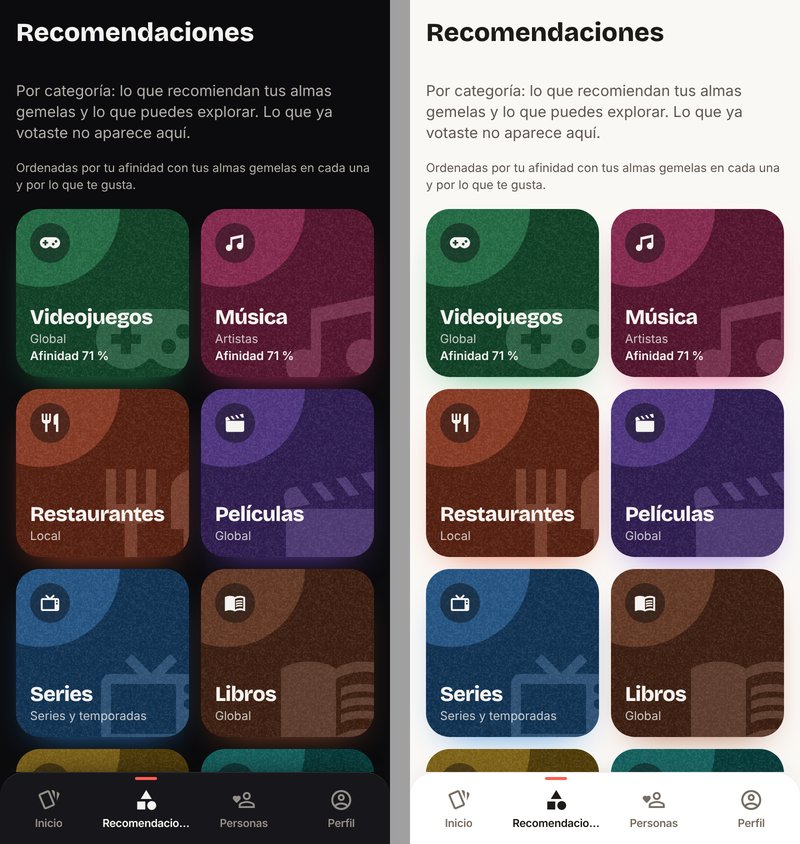 Recomendaciones
Por categoría: lo que recomiendan tus almas
gemelas y lo que puedes explorar. Lo que ya
votaste no aparece aquí.
Ordenadas por tu afinidad con tus almas gemelas en cada una
y por lo que te gusta.
Videojuegos
Global
Afinidad 71 %
Música
Artistas
Afinidad 71 %
Restaurantes
Local
Películas
Global
Series
Series y temporadas
Libros
Global
Inicio
Recomendacio...
Personas
Perfil
Recomendaciones
Por categoría: lo que recomiendan tus almas
gemelas y lo que puedes explorar. Lo que ya
votaste no aparece aquí.
Ordenadas por tu afinidad con tus almas gemelas en cada una
y por lo que te gusta.
Videojuegos
Global
Afinidad 71 %
Música
Artistas
Afinidad 71 %
Restaurantes
Local
Películas
Global
Series
Series y temporadas
Libros
Global
Inicio
Recomendacio...
Personas
Perfil